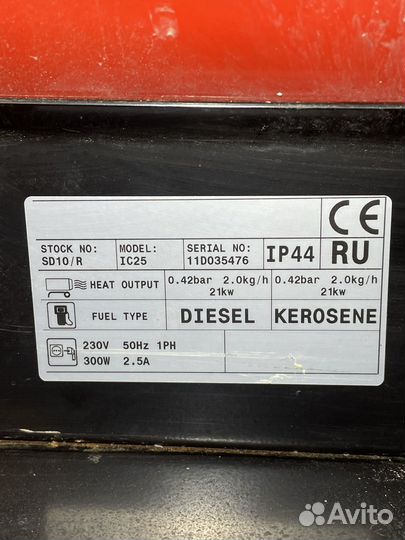 CE
STOCK NO: MODEL: SERIAL NO: IP44 RU
SD10/R IC25 11D035476
HEAT OUTPUT 0.42bar 2.0kg/h 0.42bar 2.0kg/h
21kw 21kw
FUEL TYPE DIESEL KEROSENE
230V 50Hz 1PH
300W 2.5A
Avito